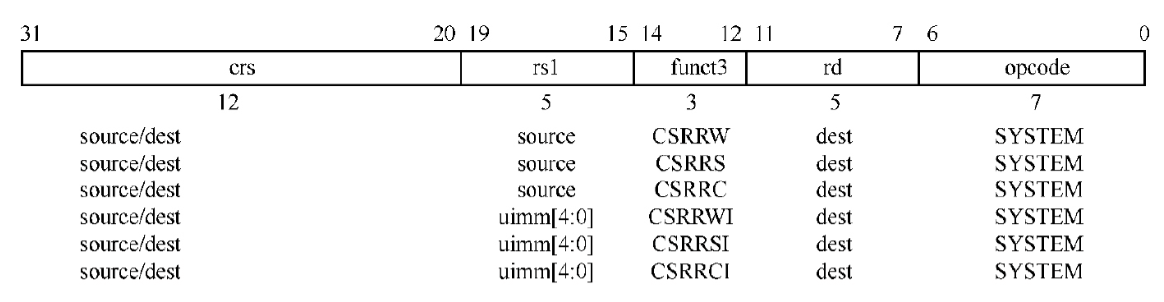 31 20 19 15 14 12 11 7 6 0
crs rs1 funct3 rd opcode
12 5 3 5 7
source/dest source CSRRW dest SYSTEM
source/dest source CSRRS dest SYSTEM
source/dest source CSRRC dest SYSTEM
source/dest uimm[4:0] CSRRWI dest SYSTEM
source/dest uimm[4:0] CSRRSI dest SYSTEM
source/dest uimm[4:0] CSRRCI dest SYSTEM